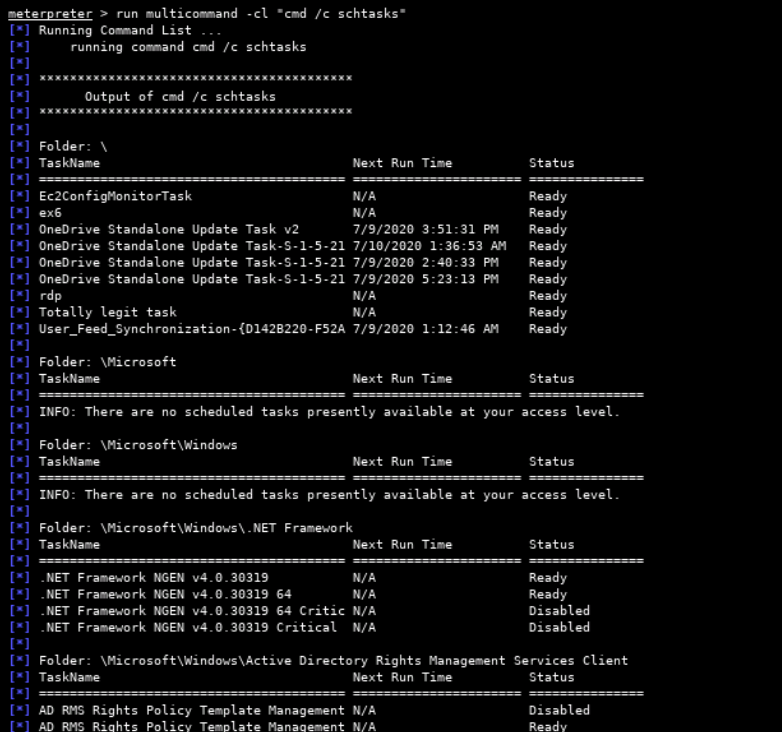 meterpreter > run multicommand -cl "cmd /c schtasks"
[*] Running Command List ...
[*]     running command cmd /c schtasks
[*]
[*] *****************************************
[*]       Output of cmd /c schtasks
[*] *****************************************
[*]
[*] Folder: \
[*] TaskName                                 Next Run Time          Status
[*] ======================================== ====================== ===============
[*] Ec2ConfigMonitorTask                     N/A                    Ready
[*] ex6                                      N/A                    Ready
[*] OneDrive Standalone Update Task v2       7/9/2020 3:51:31 PM    Ready
[*] OneDrive Standalone Update Task-S-1-5-21 7/10/2020 1:36:53 AM   Ready
[*] OneDrive Standalone Update Task-S-1-5-21 7/9/2020 2:40:33 PM    Ready
[*] OneDrive Standalone Update Task-S-1-5-21 7/9/2020 5:23:13 PM    Ready
[*] rdp                                      N/A                    Ready
[*] Totally legit task                       N/A                    Ready
[*] User_Feed_Synchronization-{D142B220-F52A 7/9/2020 1:12:46 AM    Ready
[*]
[*] Folder: \Microsoft
[*] TaskName                                 Next Run Time          Status
[*] ======================================== ====================== ===============
[*] INFO: There are no scheduled tasks presently available at your access level.
[*]
[*] Folder: \Microsoft\Windows
[*] TaskName                                 Next Run Time          Status
[*] ======================================== ====================== ===============
[*] INFO: There are no scheduled tasks presently available at your access level.
[*]
[*] Folder: \Microsoft\Windows\.NET Framework
[*] TaskName                                 Next Run Time          Status
[*] ======================================== ====================== ===============
[*] .NET Framework NGEN v4.0.30319           N/A                    Ready
[*] .NET Framework NGEN v4.0.30319 64        N/A                    Ready
[*] .NET Framework NGEN v4.0.30319 64 Critic N/A                    Disabled
[*] .NET Framework NGEN v4.0.30319 Critical  N/A                    Disabled
[*]
[*] Folder: \Microsoft\Windows\Active Directory Rights Management Services Client
[*] TaskName                                 Next Run Time          Status
[*] ======================================== ====================== ===============
[*] AD RMS Rights Policy Template Management N/A                    Disabled
[*] AD RMS Rights Policy Template Management N/A                    Ready